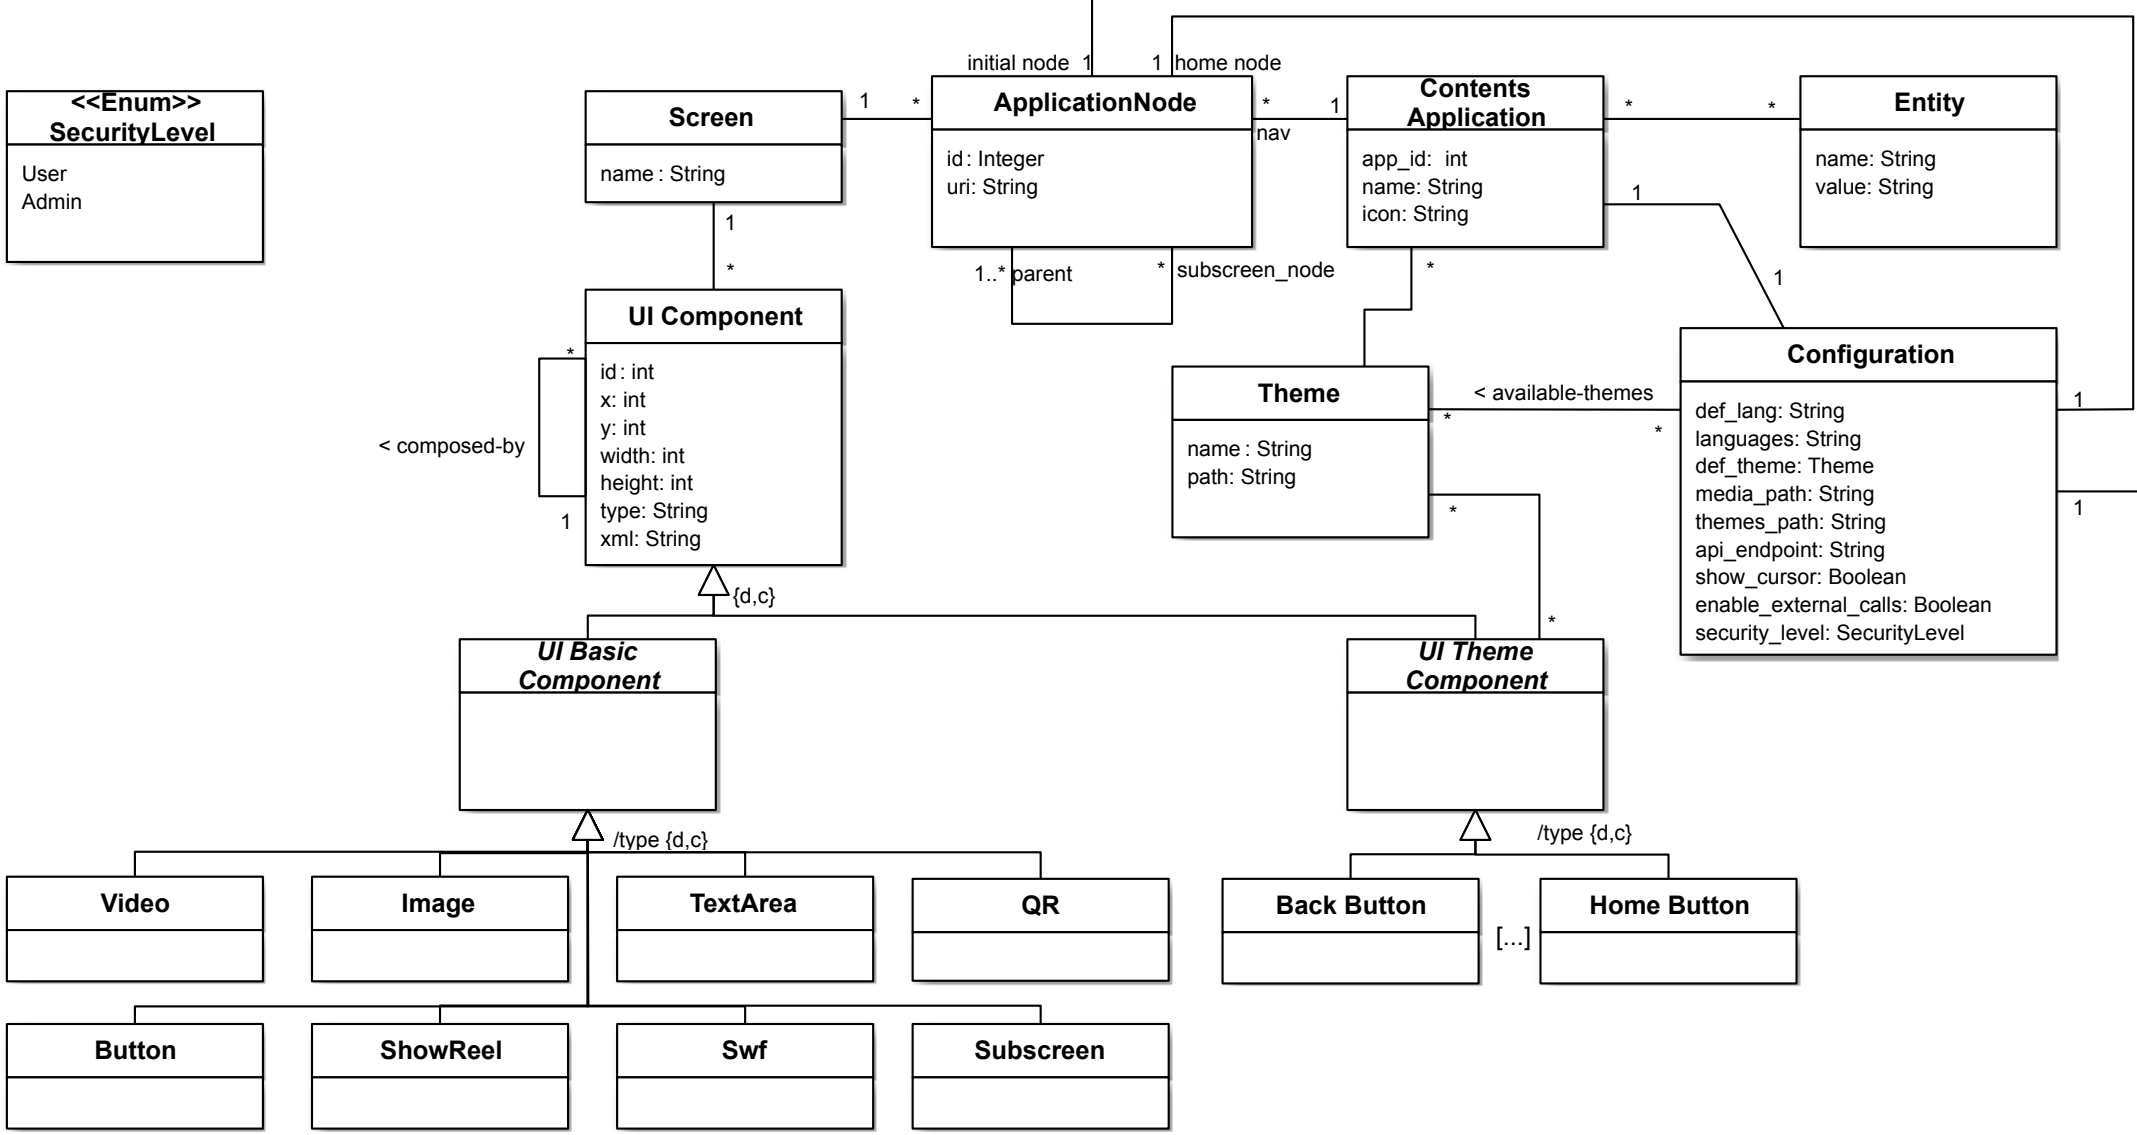 initial node 1
1 home node
<<Enum>>
SecurityLevel
User
Admin
Screen
name : String
1
*
ApplicationNode
id : Integer
uri: String
*
1
nav
Contents
Application
app_id: int
name: String
icon: String
*
*
Entity
name: String
value: String
1
1
1
*
1..* parent
* subscreen_node
*
UI Component
id : int
x: int
y: int
width: int
height: int
type: String
xml: String
*
< composed-by
1
Theme
name : String
path: String
< available-themes
*
*
*
*
Configuration
def_lang: String
languages: String
def_theme: Theme
media_path: String
themes_path: String
api_endpoint: String
show_cursor: Boolean
enable_external_calls: Boolean
security_level: SecurityLevel
1
1
{d,c}
UI Basic
Component
UI Theme
Component
/type {d,c}
/type {d,c}
Video
Image
TextArea
QR
Back Button
[...]
Home Button
Button
ShowReel
Swf
Subscreen